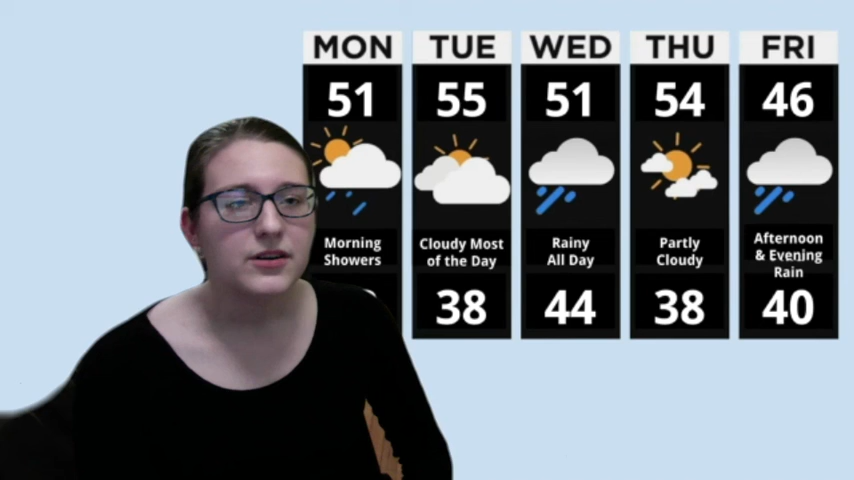 MON TUE WED THU FRI
51 55 51 54 46
Morning Showers
Cloudy Most of the Day
Rainy All Day
Partly Cloudy
Afternoon & Evening Rain
38 44 38 40